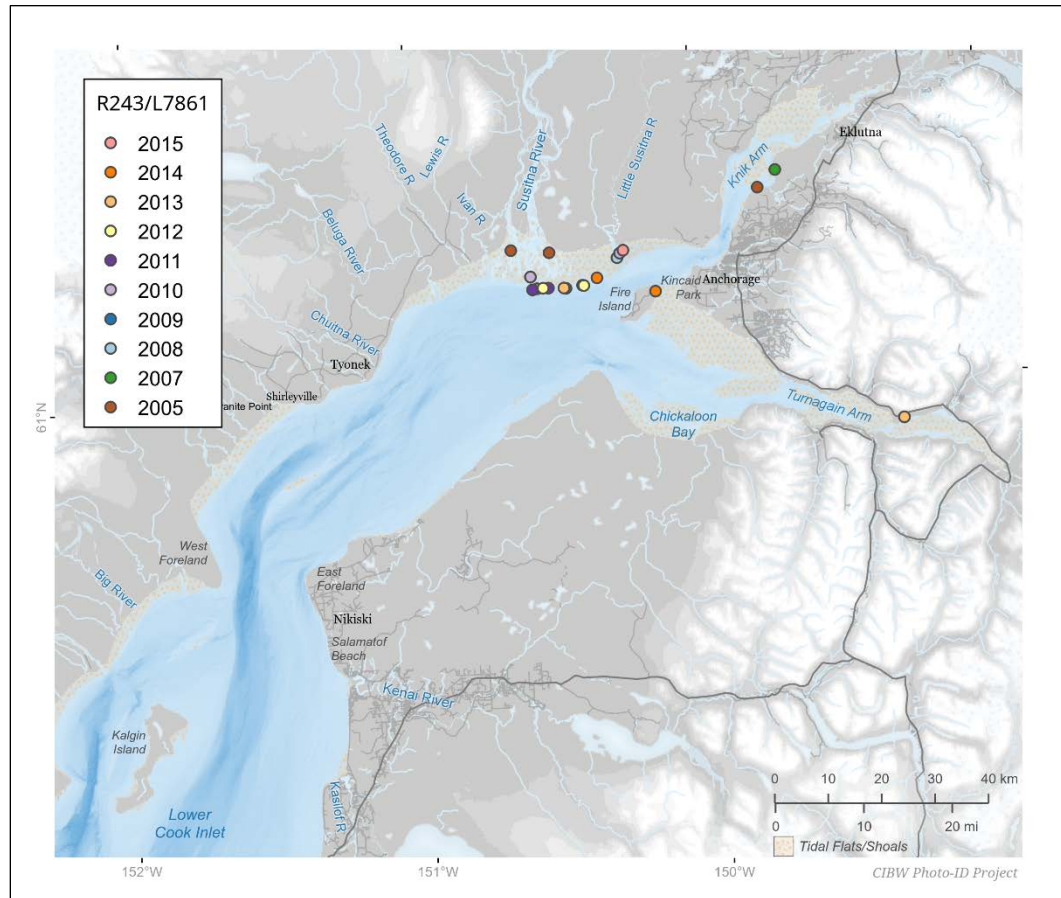 R243/L7861
2015
2014
2013
2012
2011
2010
2009
2008
2007
2005
Theodore R
Lewis R
Ivan R
Susitna River
Little Susitna R
Knik Arm
Eklutna
Beluga River
Chuitna River
Fire
Island
Kincaid
Park
Anchorage
Tyonek
Shirleyville
anite Point
61°N
Chickaloon
Bay
Turnagain Arm
West
Foreland
Big River
East
Foreland
Nikiski
Salamatof
Beach
Kenai River
Kalgin
Island
Kasilof R
Lower
Cook Inlet
0 10 20 30 40 km
0 10 20 mi
Tidal Flats/Shoals
CIBW Photo-ID Project
152°W 151°W 150°W